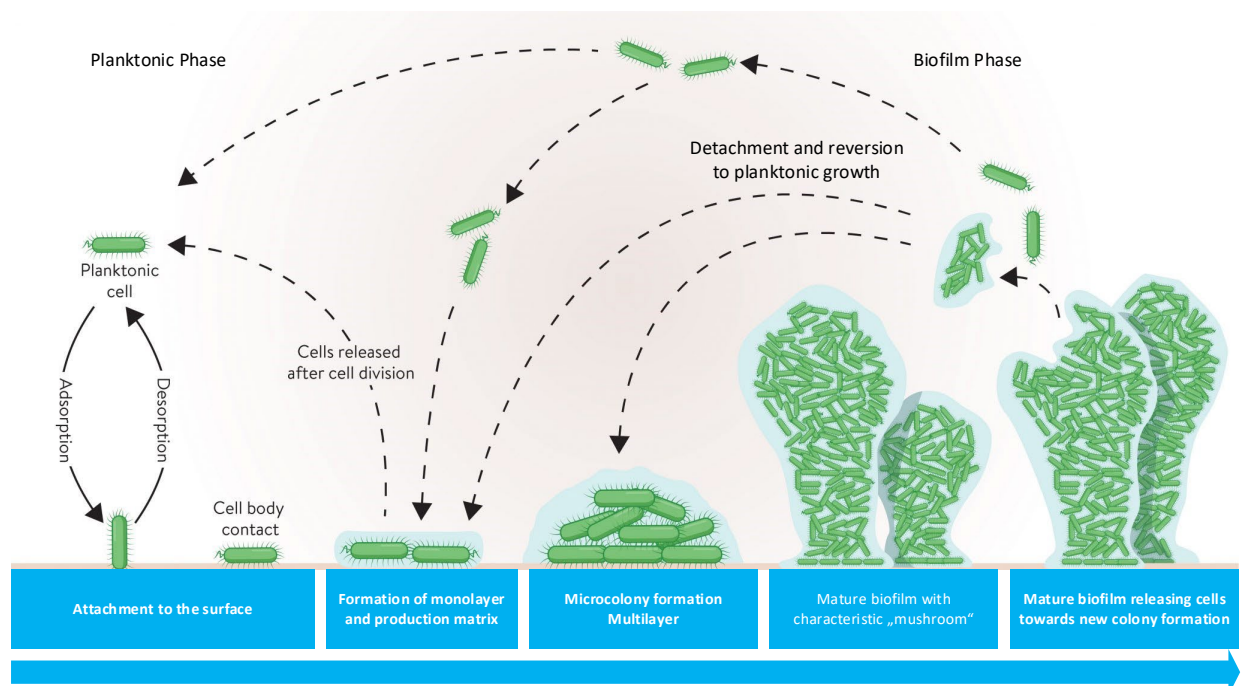 Planktonic Phase
Biofilm Phase
Detachment and reversion
to planktonic growth
Planktonic
cell
Cells released
after cell division
Adsorption
Desorption
Cell body
contact
Attachment to the surface
Formation of monolayer
and production matrix
Microcolony formation
Multilayer
Mature biofilm with
characteristic „mushroom“
Mature biofilm releasing cells
towards new colony formation